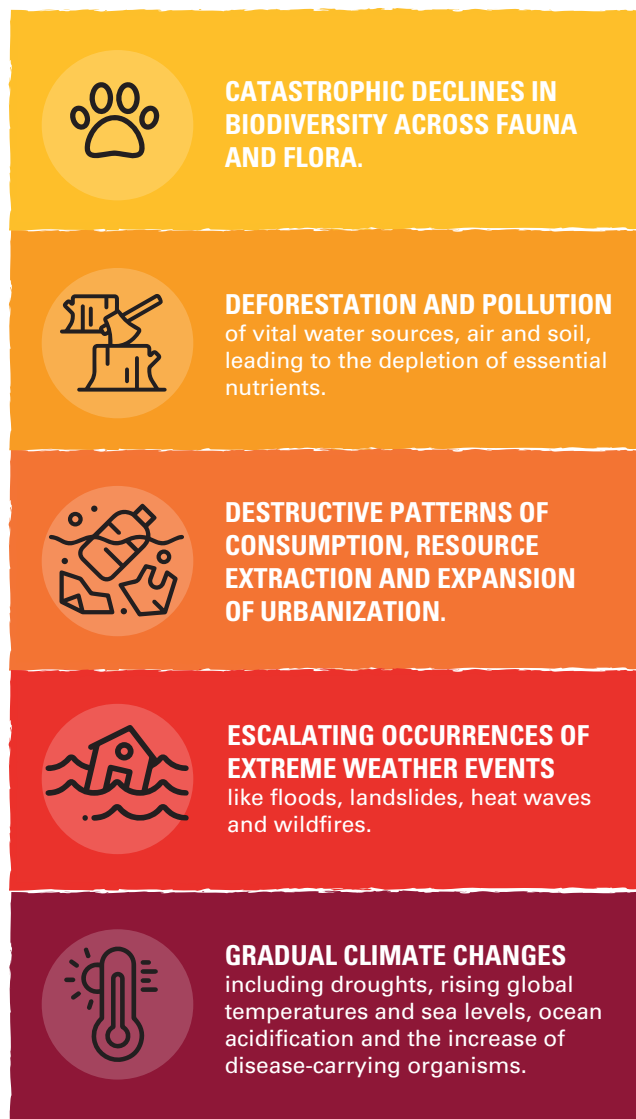 CATASTROPHIC DECLINES IN
BIODIVERSITY ACROSS FAUNA
AND FLORA.
DEFORESTATION AND POLLUTION
of vital water sources, air and soil,
leading to the depletion of essential
nutrients.
DESTRUCTIVE PATTERNS OF
CONSUMPTION, RESOURCE
EXTRACTION AND EXPANSION
OF URBANIZATION.
ESCALATING OCCURRENCES OF
EXTREME WEATHER EVENTS
like floods, landslides, heat waves
and wildfires.
GRADUAL CLIMATE CHANGES
including droughts, rising global
temperatures and sea levels, ocean
acidification and the increase of
disease-carrying organisms.